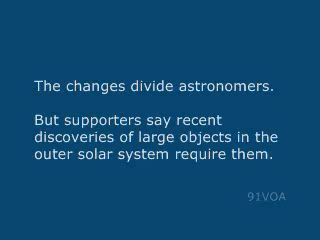 The changes divide astronomers.
But supporters say recent
discoveries of large objects in the
outer solar system require them.
91VOA